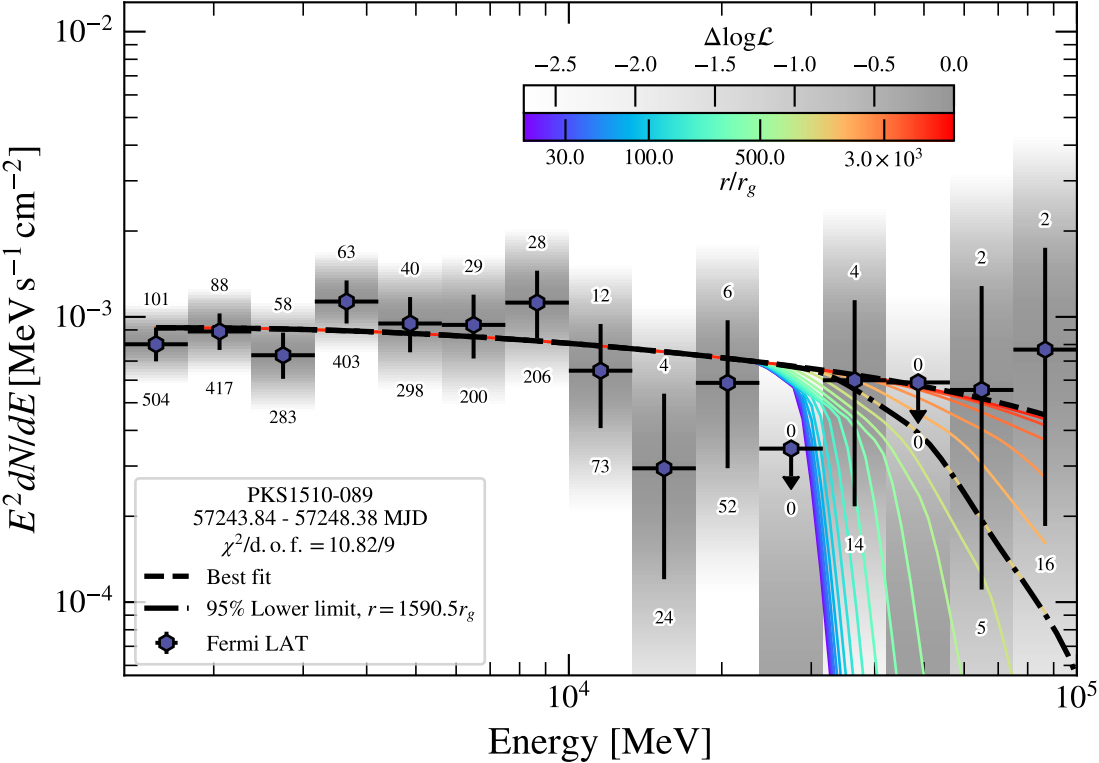 10⁻²
10⁻³
10⁻⁴
E² dN/dE [MeV s⁻¹ cm⁻²]
Δlogℒ
−2.5 −2.0 −1.5 −1.0 −0.5 0.0
30.0 100.0 500.0 3.0 × 10³
r/r_g
101 88 58 63 40 29 28 12 4 6 0 4 0 2 2
504 417 283 403 298 200 206 73 24 52 0 14 0 5 16
PKS1510-089
57243.84 - 57248.38 MJD
χ²/d. o. f. = 10.82/9
Best fit
95% Lower limit, r = 1590.5r_g
Fermi LAT
10⁴ 10⁵
Energy [MeV]